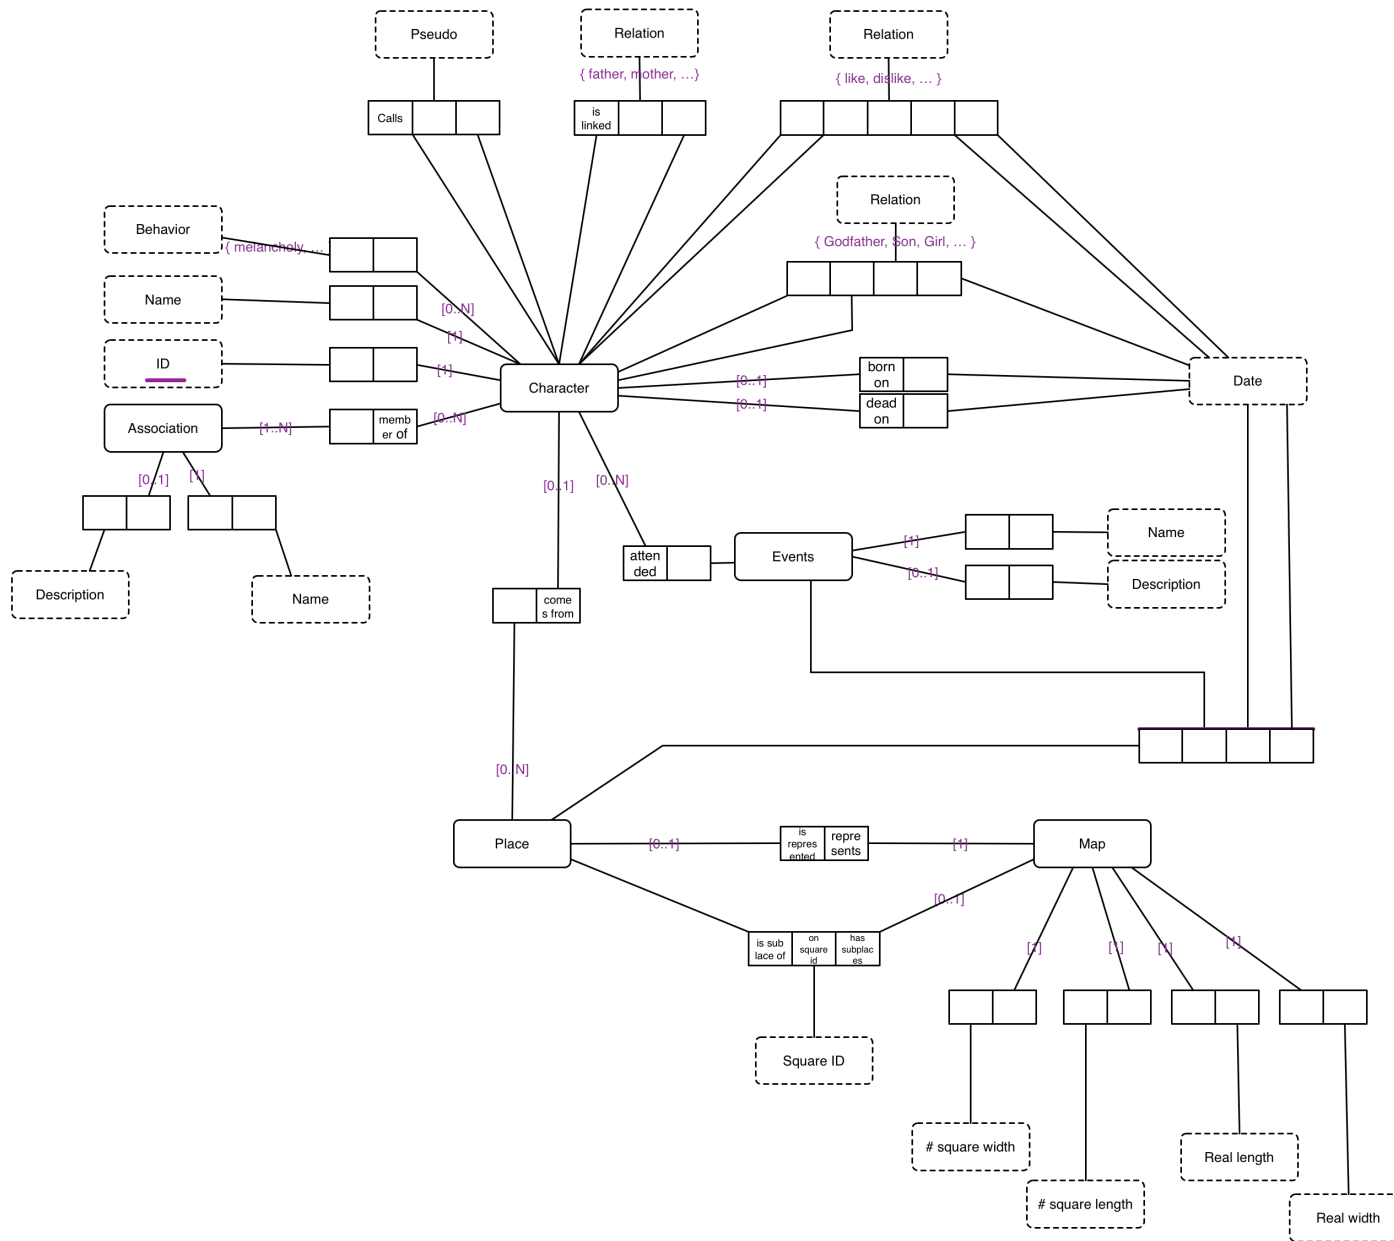 Pseudo
Relation
Relation
{ father, mother, …}
{ like, dislike, … }
Calls
is
linked
Relation
Behavior
{ melancholy, …
{ Godfather, Son, Girl, … }
Name
[0..N]
[1]
ID
[1]
Character
[0..1]
born
on
Date
[0..1]
dead
on
Association
[1..N]
memb
er of
[0..N]
[0..1]
[1]
[0..1]
[0..N]
Description
Name
atten
ded
Events
[1]
Name
[0..1]
Description
come
s from
[0..N]
Place
[0..1]
is
repres
ented
repre
sents
[1]
Map
[0..1]
is sub
lace of
on
square
id
has
subplac
es
[1]
[1]
[1]
[1]
Square ID
# square width
Real length
# square length
Real width